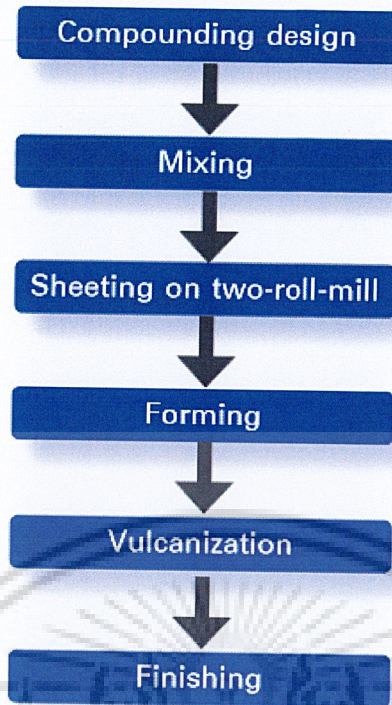 Compounding design
Mixing
Sheeting on two-roll-mill
Forming
Vulcanization
Finishing